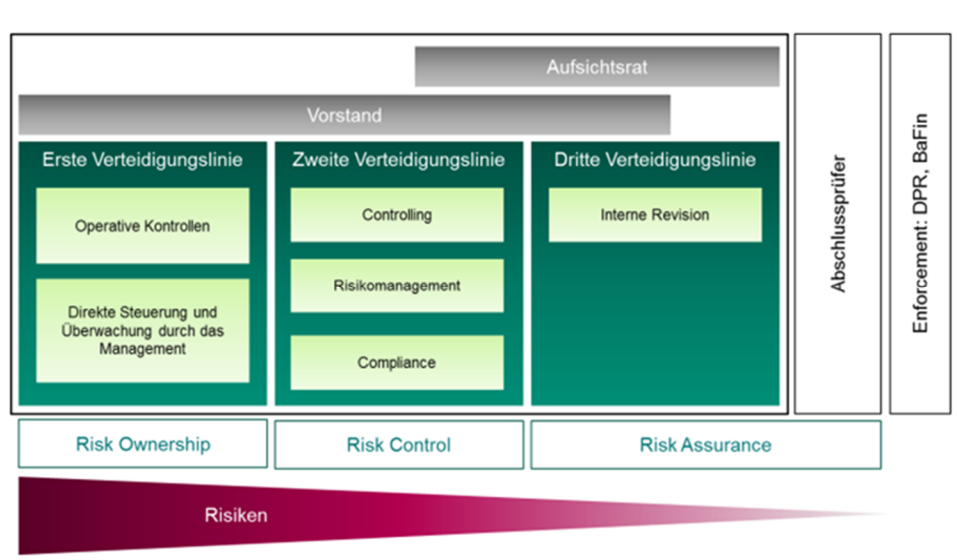 Aufsichtsrat
Vorstand
Erste Verteidigungslinie
Operative Kontrollen
Direkte Steuerung und
Überwachung durch das
Management
Zweite Verteidigungslinie
Controlling
Risikomanagement
Compliance
Dritte Verteidigungslinie
Interne Revision
Abschlussprüfer
Enforcement: DPR, BaFin
Risk Ownership
Risk Control
Risk Assurance
Risiken